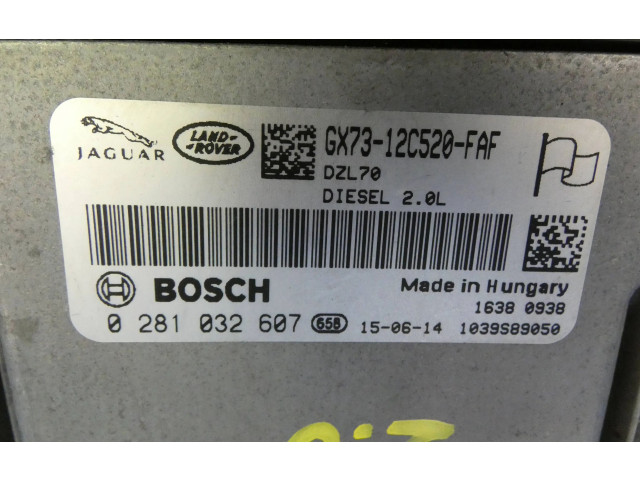 JAGUAR
LAND-
ROVER
GX73-12C520-FAF
DZL70
DIESEL 2.0L
BOSCH
Made in Hungary
1638 0938
0 281 032 607 658 15-06-14 1039S89050